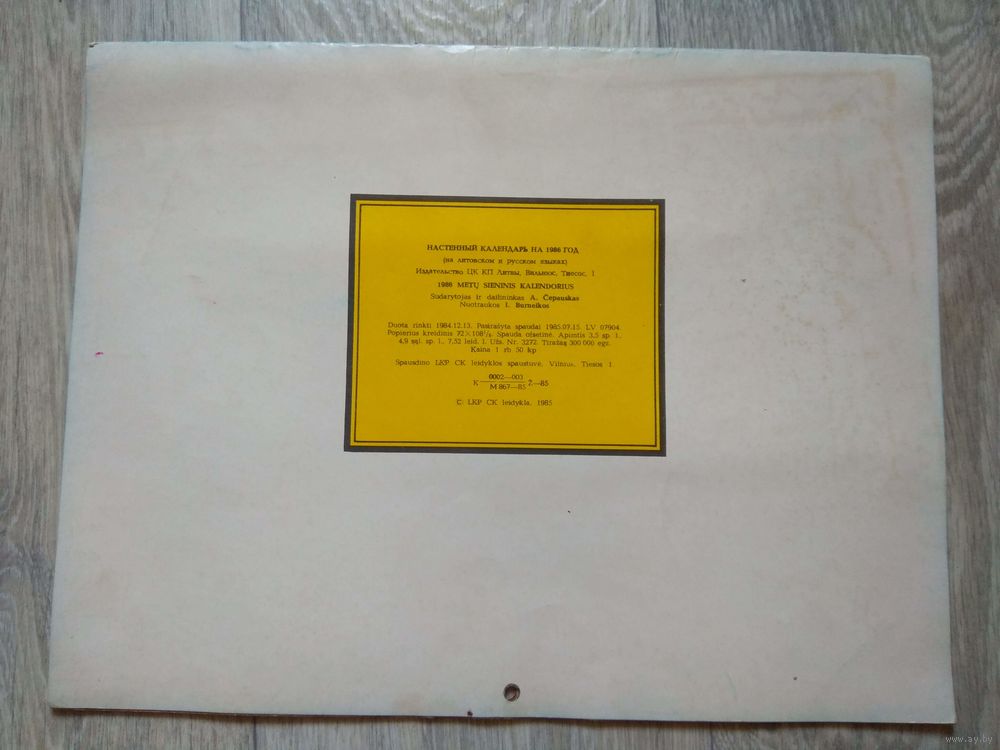 НАСТЕННЫЙ КАЛЕНДАРЬ НА 1986 ГОД
(на литовском и русском языках)
Издательство ЦК КП Литвы, Вильнюс, Тиесос, 1
1986 METŲ SIENINIS KALENDORIUS
Sudarytojas ir dailininkas A. Čepauskas
Nuotraukos I. Burneikos
Duota rinkti 1984.12.13. Pasirašyta spaudai 1985.07.15. LV 07904.
Popierius kreidinis 72×108¹/₂. Spauda ofsetinė. Apimtis 3,5 sp. l.,
4,9 sąl. sp. l., 7,52 leid. l. Užs. Nr. 3272. Tiražas 300 000 egz.
Kaina 1 rb 50 kp
Spausdino LKP CK leidyklos spaustuvė, Vilnius, Tiesos 1
0002—003
K ———— Ž—85
M 867—85
© LKP CK leidykla, 1985
www.ay.by